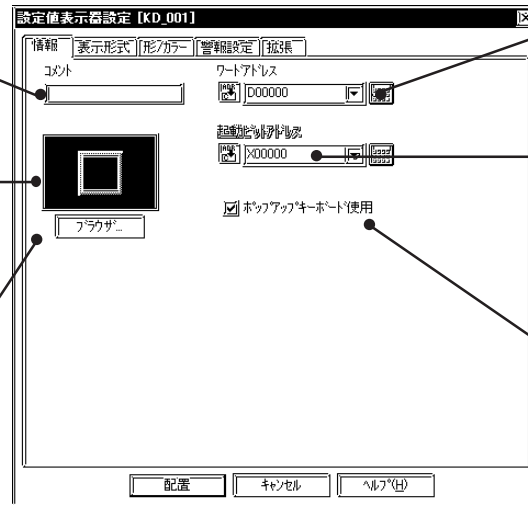 設定値表示器設定 [KD_001]
情報 表示形式 形/カラー 警報設定 拡張
コメント
ワードアドレス
D00000
起動ビットアドレス
X00000
ポップアップキーボード使用
ブラウザ...
配置 キャンセル ヘルプ(H)